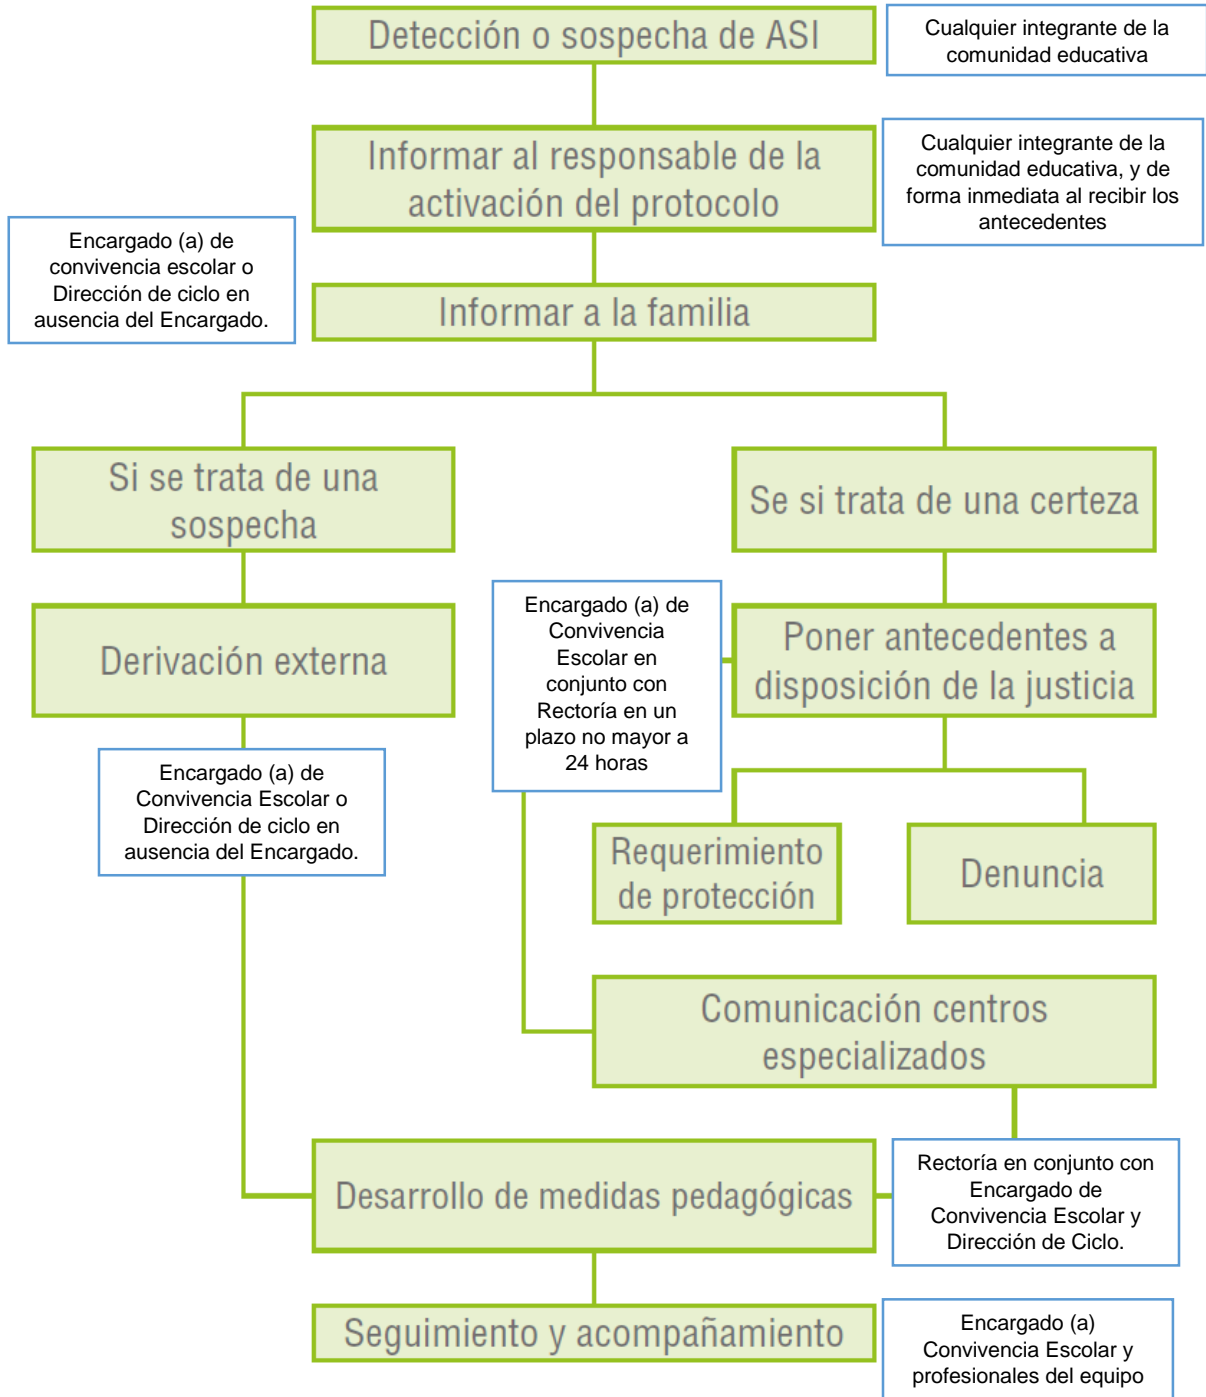 Detección o sospecha de ASI
Cualquier integrante de la
comunidad educativa
Informar al responsable de la
activación del protocolo
Cualquier integrante de la
comunidad educativa, y de
forma inmediata al recibir los
antecedentes
Encargado (a) de
convivencia escolar o
Dirección de ciclo en
ausencia del Encargado.
Informar a la familia
Si se trata de una
sospecha
Se si trata de una certeza
Derivación externa
Encargado (a) de
Convivencia
Escolar en
conjunto con
Rectoría en un
plazo no mayor a
24 horas
Poner antecedentes a
disposición de la justicia
Encargado (a) de
Convivencia Escolar o
Dirección de ciclo en
ausencia del Encargado.
Requerimiento
de protección
Denuncia
Comunicación centros
especializados
Desarrollo de medidas pedagógicas
Rectoría en conjunto con
Encargado de
Convivencia Escolar y
Dirección de Ciclo.
Seguimiento y acompañamiento
Encargado (a)
Convivencia Escolar y
profesionales del equipo